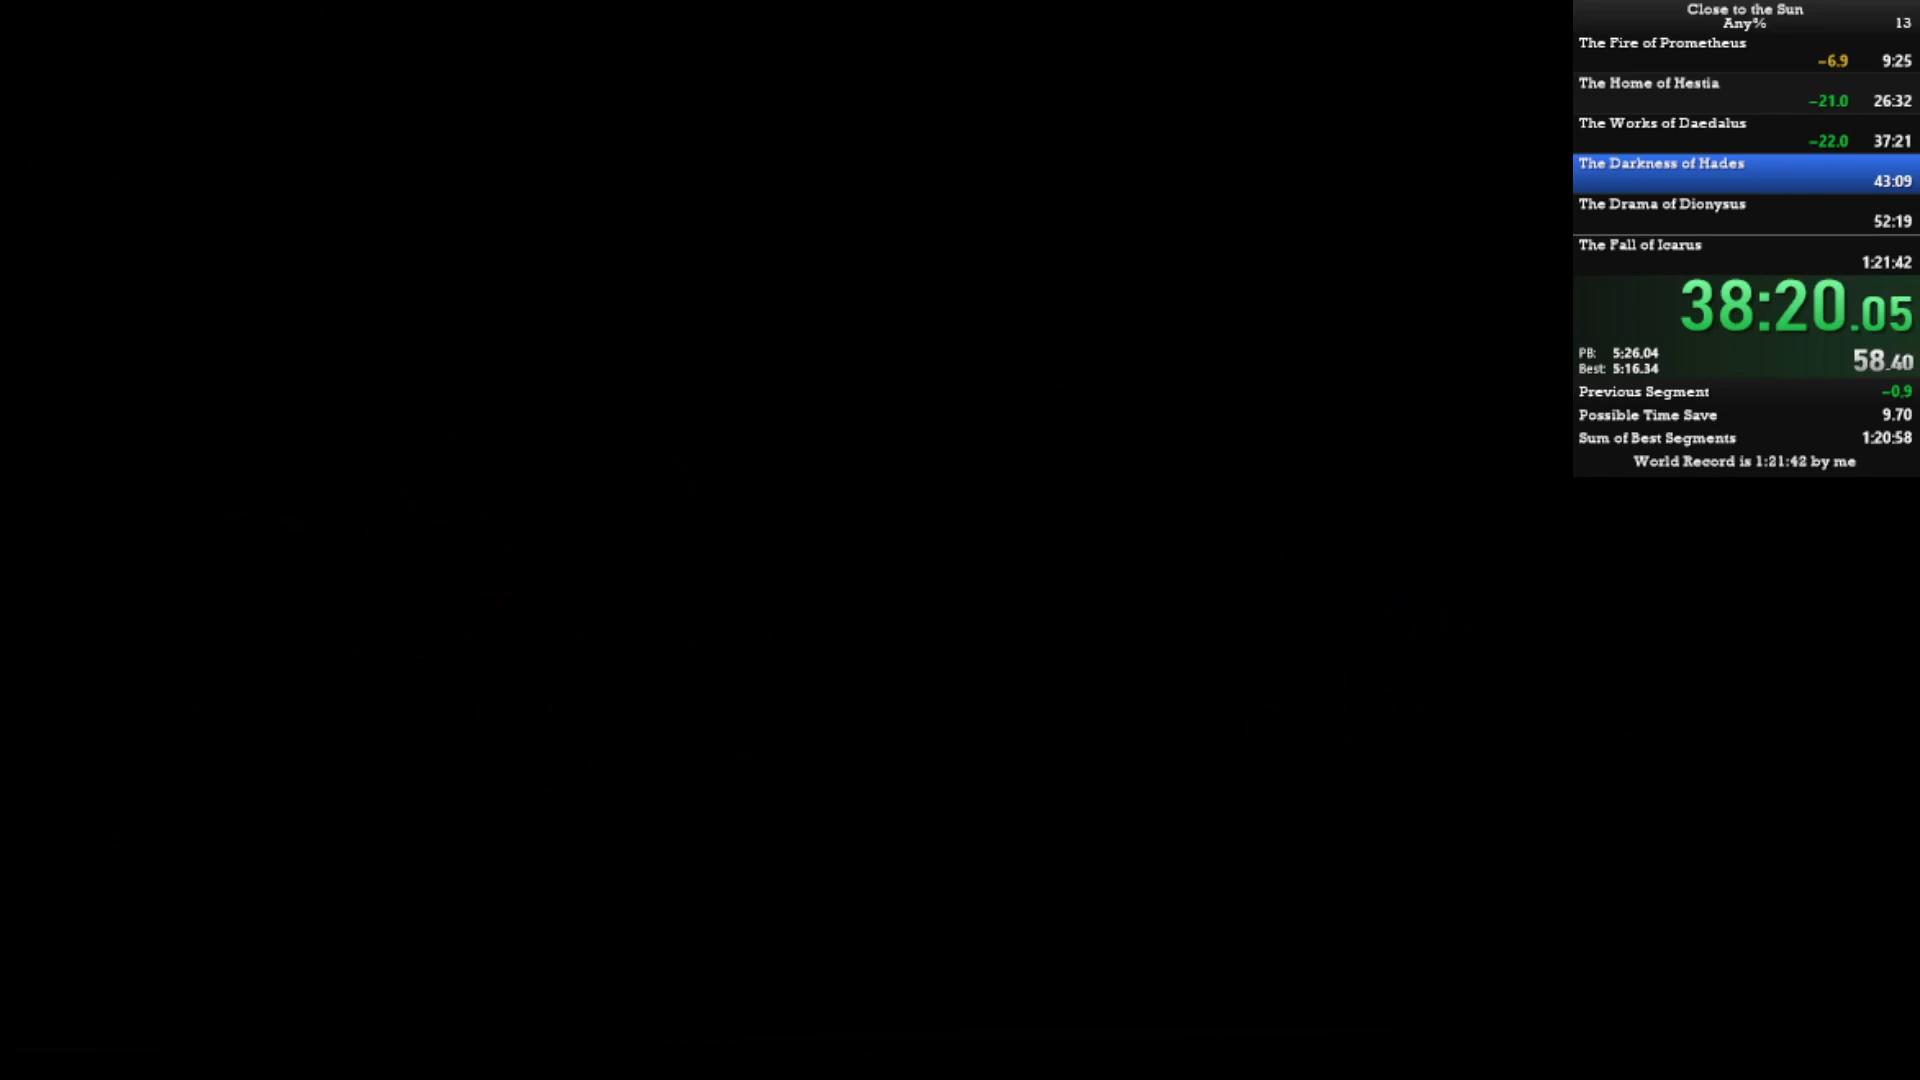 Close to the Sun
Any% 13
The Fire of Prometheus
−6.9 9:25
The Home of Hestia
−21.0 26:32
The Works of Daedalus
−22.0 37:21
The Darkness of Hades
43:09
The Drama of Dionysus
52:19
The Fall of Icarus
1:21:42
38:20.05
PB: 5:26.04 58.40
Best: 5:16.34
Previous Segment −0.9
Possible Time Save 9.70
Sum of Best Segments 1:20:58
World Record is 1:21:42 by me